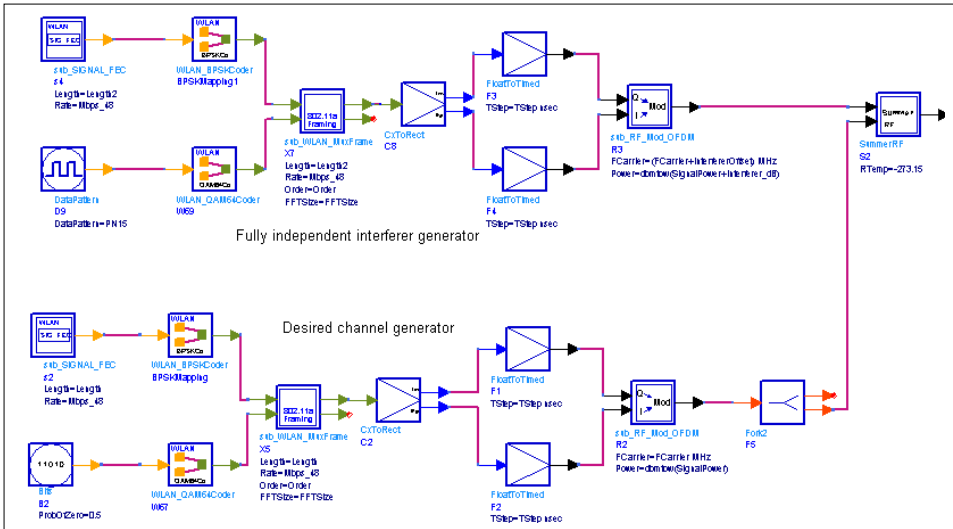 WLAN
SIG FEC
sub_SIGNAL_FEC
s4
Length=Length2
Rate=Mbps_48
WLAN
BPSKCo
WLAN_BPSKCoder
BPSKMapping1
DataPattern
D9
DataPattern=PN15
WLAN
QAM64Co
WLAN_QAM64Coder
W69
802.11a
Framing
sub_WLAN_MuxFrame
X7
Length=Length2
Rate=Mbps_48
Order=Order
FFTSize=FFTSize
CxToRect
C8
FloatToTimed
F3
TStep=TStep usec
FloatToTimed
F4
TStep=TStep usec
Q
I
Mod
sub_RF_Mod_OFDM
R3
FCarrier=(FCarrier+InterfererOffset) MHz
Power=dbmtow(SignalPower+Interferer_dB)
Summer
RF
SummerRF
S2
RTemp=-273.15
Fully independent interferer generator
Desired channel generator
WLAN
SIG FEC
sub_SIGNAL_FEC
s2
Length=Length
Rate=Mbps_48
WLAN
BPSKCo
WLAN_BPSKCoder
BPSKMapping
11010
Bits
B2
ProbOfZero=0.5
WLAN
QAM64Co
WLAN_QAM64Coder
W67
802.11a
Framing
sub_WLAN_MuxFrame
X5
Length=Length
Rate=Mbps_48
Order=Order
FFTSize=FFTSize
CxToRect
C2
FloatToTimed
F1
TStep=TStep usec
FloatToTimed
F2
TStep=TStep usec
Q
I
Mod
sub_RF_Mod_OFDM
R2
FCarrier=FCarrier MHz
Power=dbmtow(SignalPower)
Fork2
F5